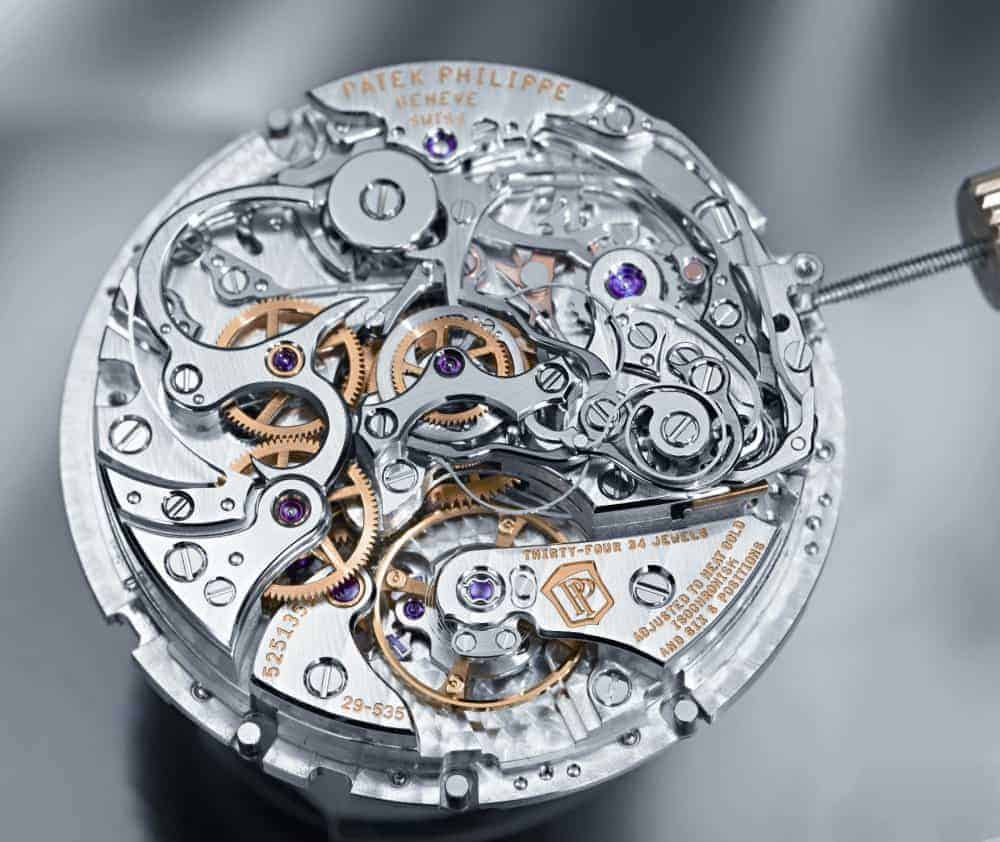 PATEK PHILIPPE
GENEVE
SWISS
THIRTY-FOUR 34 JEWELS
ADJUSTED TO HEAT COLD
ISOCHRONISM
AND SIX 6 POSITIONS
PP
525135
29-535